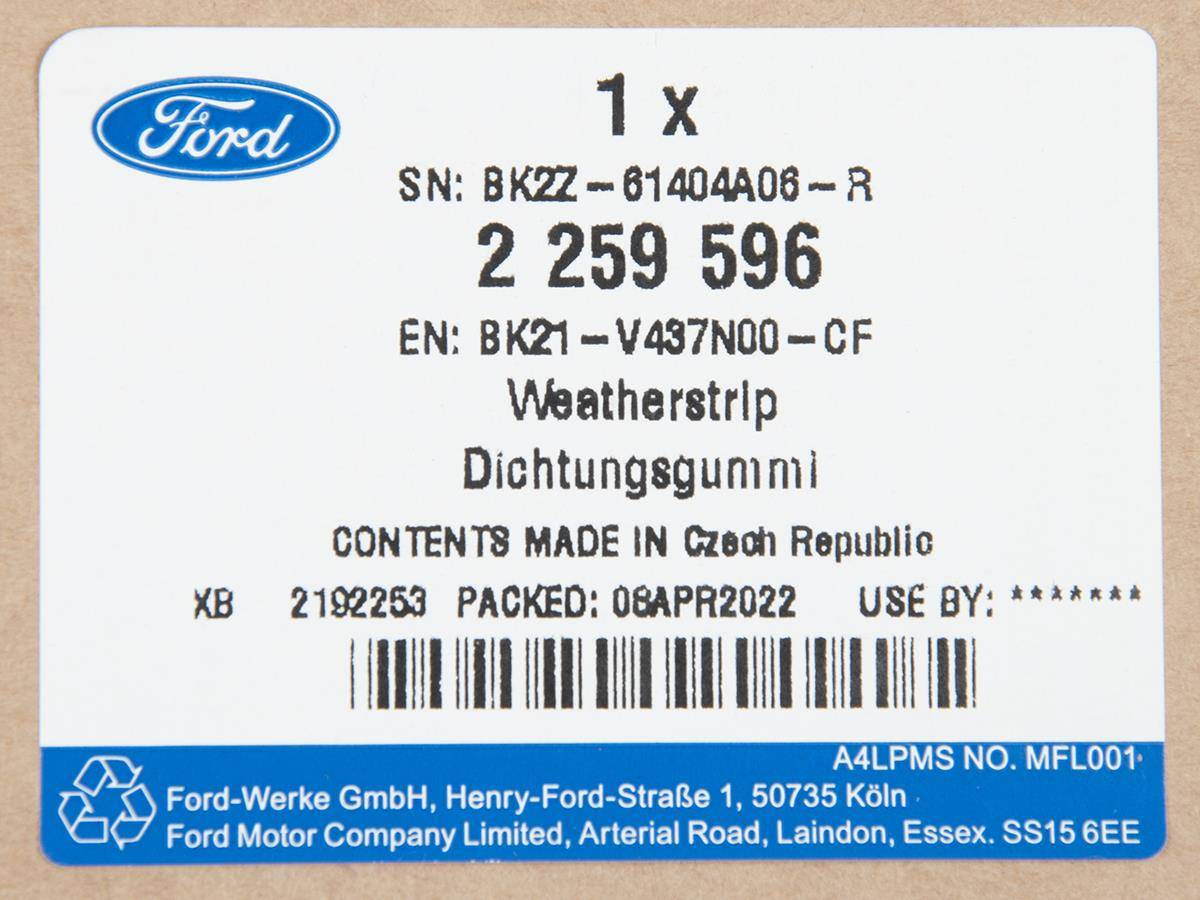 Ford
1 x
SN: BK2Z-61404A06-R
2 259 596
EN: BK21-V437N00-CF
Weatherstrip
Dichtungsgummi
CONTENTS MADE IN Czech Republic
XB 2192253 PACKED: 06APR2022 USE BY: *******
A4LPMS NO. MFL001
Ford-Werke GmbH, Henry-Ford-Straße 1, 50735 Köln
Ford Motor Company Limited, Arterial Road, Laindon, Essex. SS15 6EE